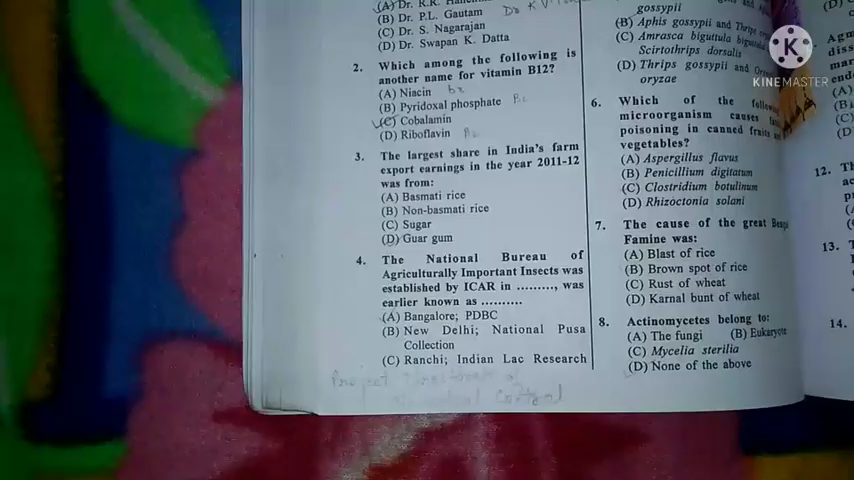 (A) Dr. R.R.
(B) Dr. P.L. Gautam
(C) Dr. S. Nagarajan
(D) Dr. Swapan K. Datta
2. Which among the following is
another name for vitamin B12?
(A) Niacin
(B) Pyridoxal phosphate
(C) Cobalamin
(D) Riboflavin
3. The largest share in India's farm
export earnings in the year 2011-12
was from:
(A) Basmati rice
(B) Non-basmati rice
(C) Sugar
(D) Guar gum
4. The National Bureau of
Agriculturally Important Insects was
established by ICAR in ........., was
earlier known as ..........
(A) Bangalore; PDBC
(B) New Delhi; National Pusa
Collection
(C) Ranchi; Indian Lac Research
gossypii
(B) Aphis gossypii and Thrips
(C) Amrasca biguttula
Scirtothrips dorsalis
(D) Thrips gossypii and
oryzae
6. Which of the
microorganism causes
poisoning in canned fruits
vegetables?
(A) Aspergillus flavus
(B) Penicillium digitatum
(C) Clostridium botulinum
(D) Rhizoctonia solani
7. The cause of the great
Famine was:
(A) Blast of rice
(B) Brown spot of rice
(C) Rust of wheat
(D) Karnal bunt of wheat
8. Actinomycetes belong to:
(A) The fungi (B) Eukaryote
(C) Mycelia sterilia
(D) None of the above
12.
13.
14.
KINEMASTER